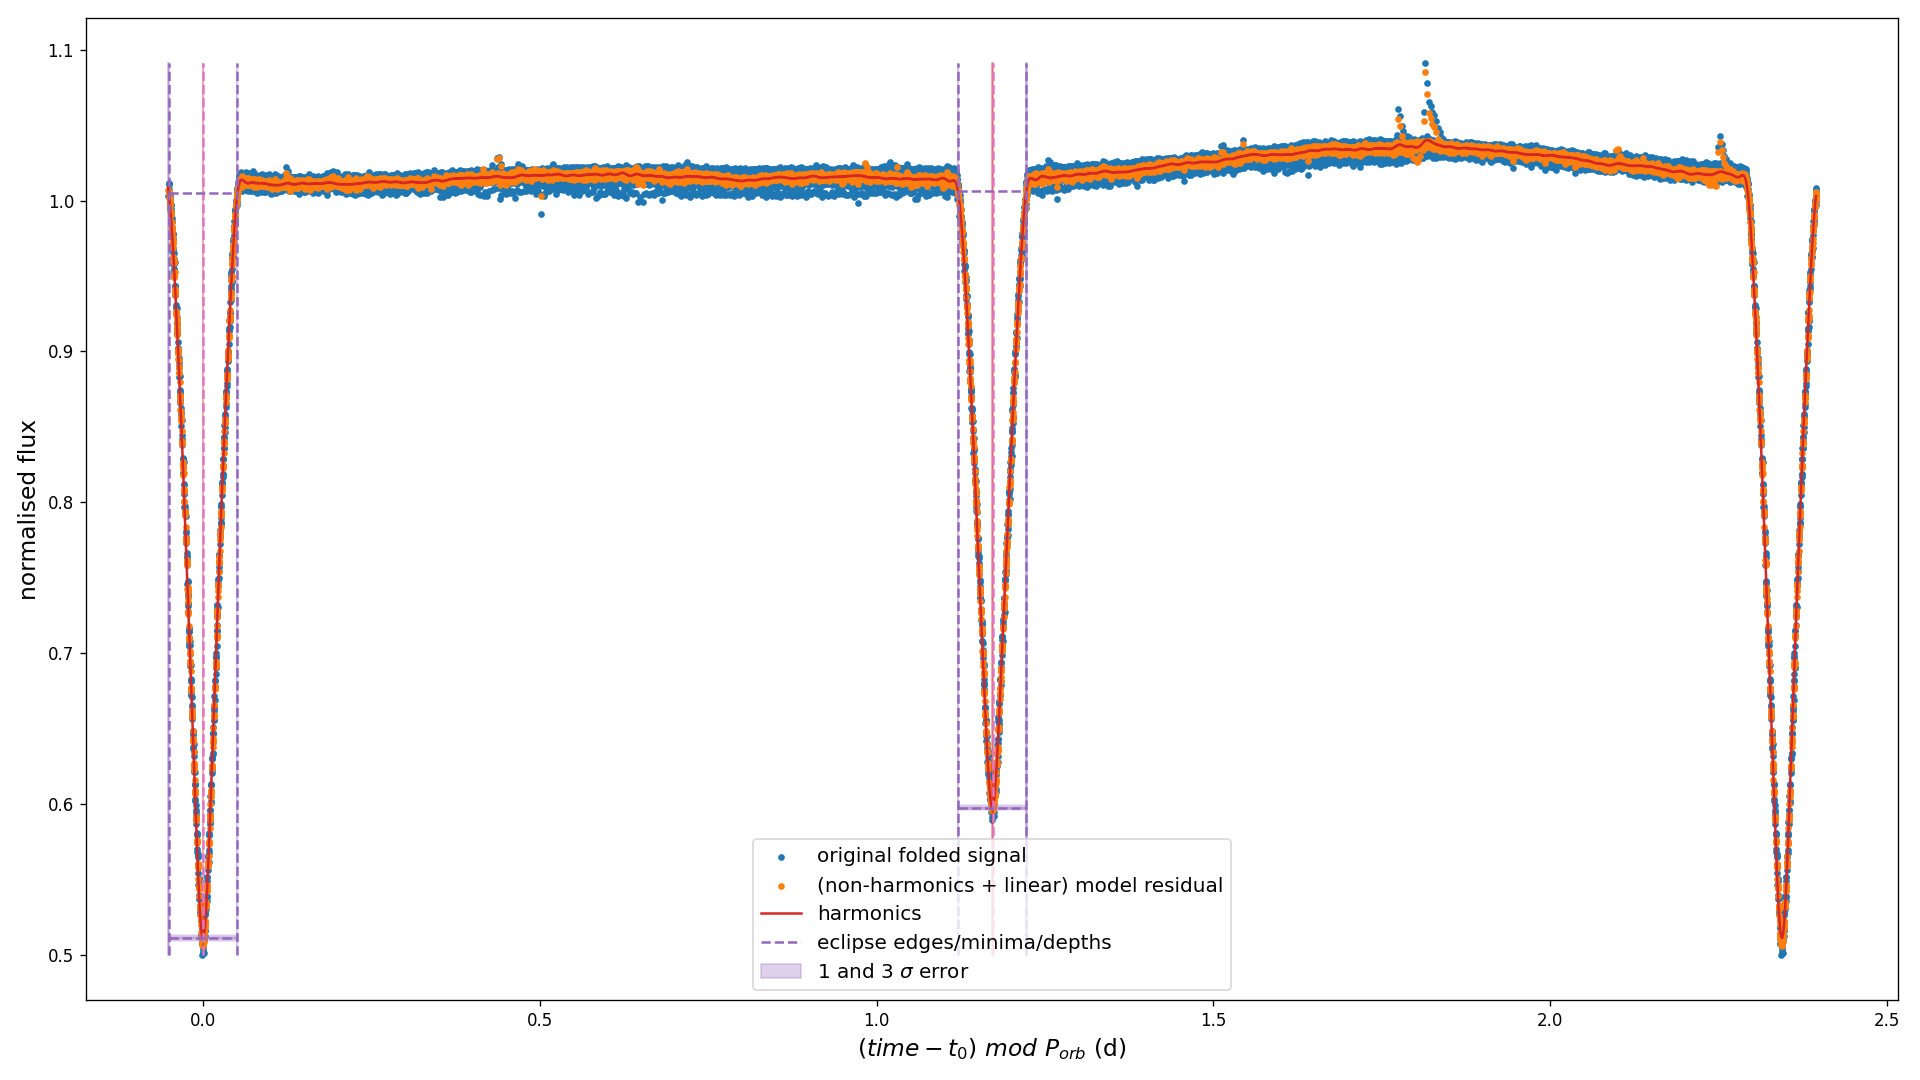 1.1
1.0
0.9
0.8
0.7
0.6
0.5
normalised flux
original folded signal
(non-harmonics + linear) model residual
harmonics
eclipse edges/minima/depths
1 and 3 σ error
0.0 0.5 1.0 1.5 2.0 2.5
(time − t₀) mod Pₒᵣb (d)